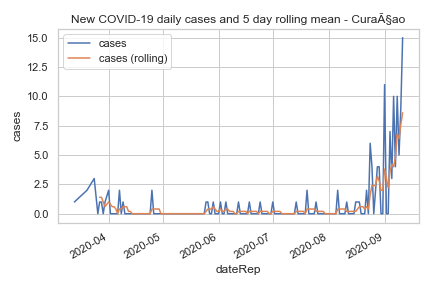 New COVID-19 daily cases and 5 day rolling mean - CuraÃ§ao
cases
cases (rolling)
cases
15.0
12.5
10.0
7.5
5.0
2.5
0.0
2020-04
2020-05
2020-06
2020-07
2020-08
2020-09
dateRep